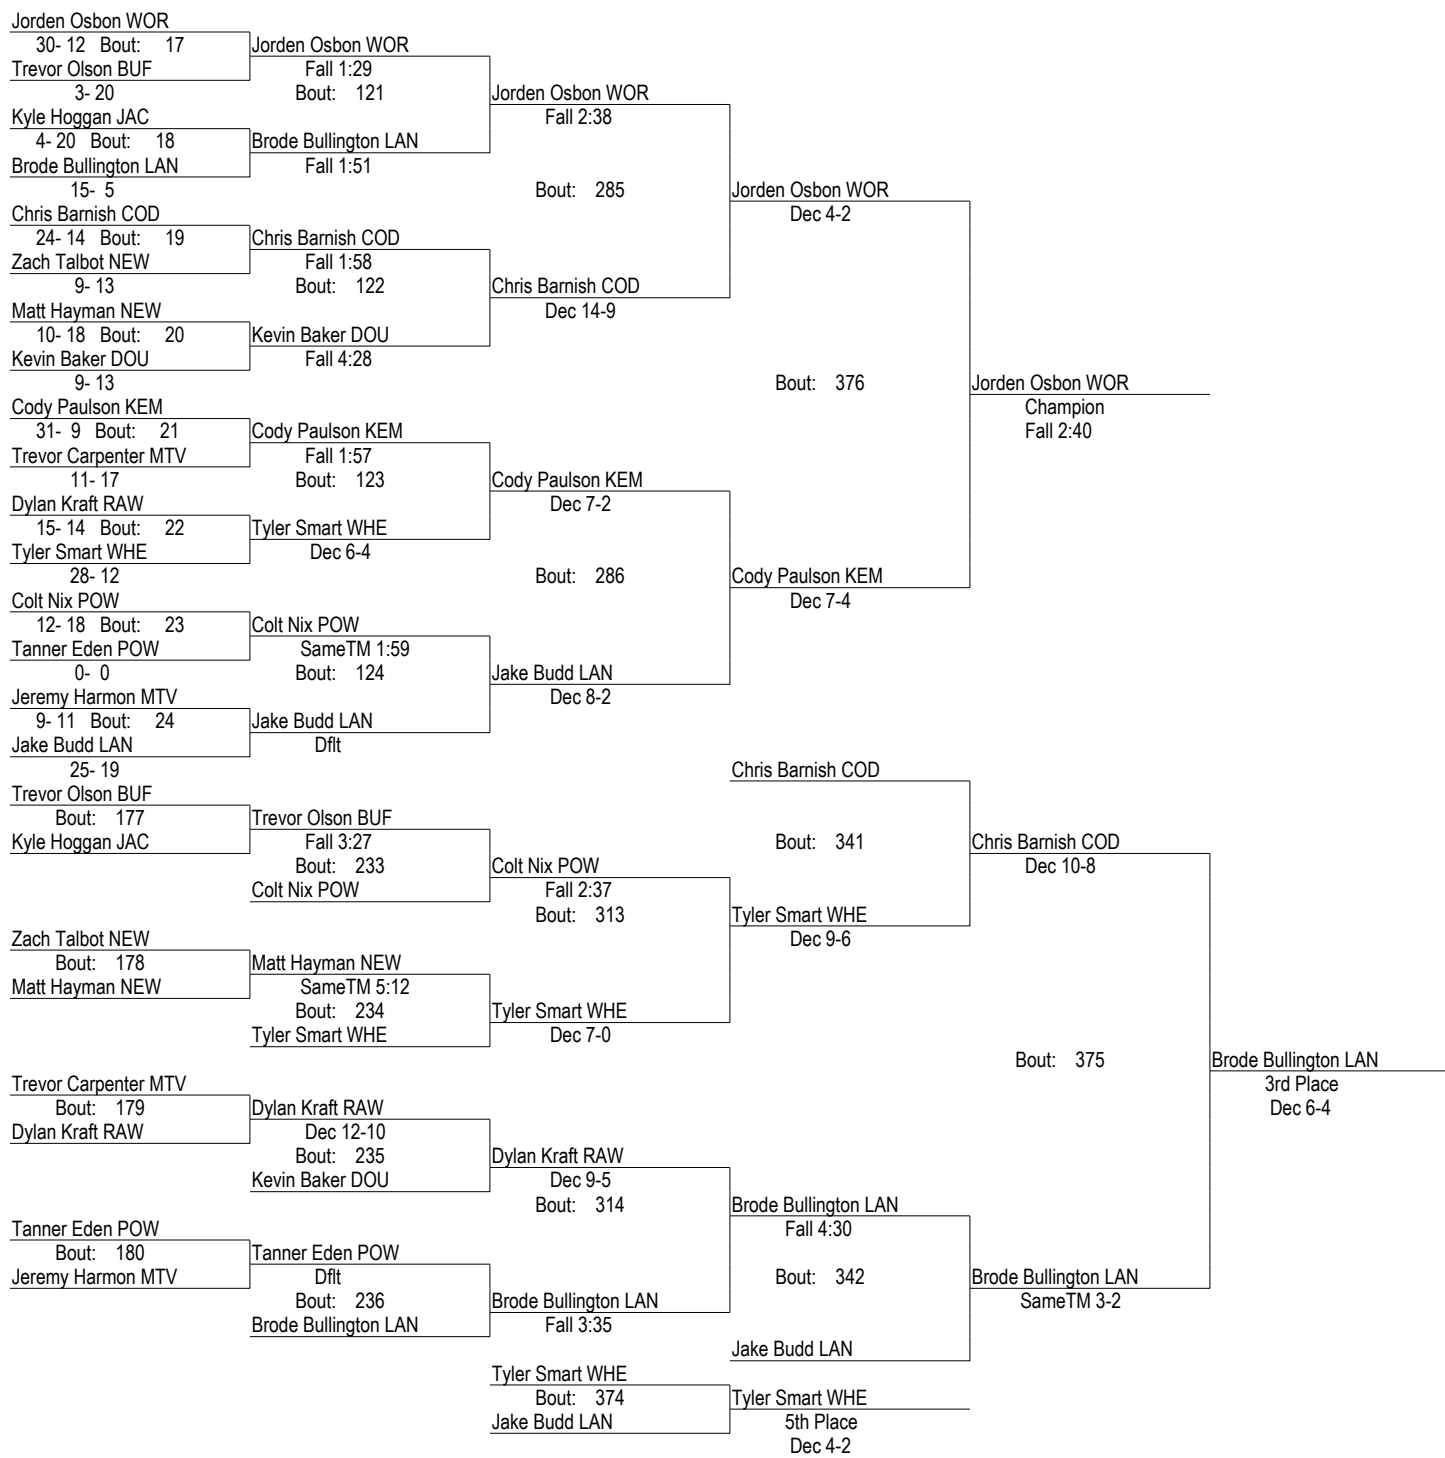 Jorden Osbon WOR
30- 12 Bout: 17
Jorden Osbon WOR
Trevor Olson BUF
Fall 1:29
3- 20
Bout: 121
Jorden Osbon WOR
Kyle Hoggan JAC
Fall 2:38
4- 20 Bout: 18
Brode Bullington LAN
Brode Bullington LAN
Fall 1:51
15- 5
Bout: 285
Jorden Osbon WOR
Chris Barnish COD
Dec 4-2
24- 14 Bout: 19
Chris Barnish COD
Zach Talbot NEW
Fall 1:58
9- 13
Bout: 122
Chris Barnish COD
Matt Hayman NEW
Dec 14-9
10- 18 Bout: 20
Kevin Baker DOU
Kevin Baker DOU
Fall 4:28
9- 13
Bout: 376
Jorden Osbon WOR
Cody Paulson KEM
Champion
31- 9 Bout: 21
Cody Paulson KEM
Fall 2:40
Trevor Carpenter MTV
Fall 1:57
11- 17
Bout: 123
Cody Paulson KEM
Dylan Kraft RAW
Dec 7-2
15- 14 Bout: 22
Tyler Smart WHE
Tyler Smart WHE
Dec 6-4
28- 12
Bout: 286
Cody Paulson KEM
Colt Nix POW
Dec 7-4
12- 18 Bout: 23
Colt Nix POW
Tanner Eden POW
SameTM 1:59
0- 0
Bout: 124
Jake Budd LAN
Jeremy Harmon MTV
Dec 8-2
9- 11 Bout: 24
Jake Budd LAN
Jake Budd LAN
Dflt
25- 19
Chris Barnish COD
Trevor Olson BUF
Bout: 177
Trevor Olson BUF
Kyle Hoggan JAC
Fall 3:27
Bout: 341
Chris Barnish COD
Bout: 233
Colt Nix POW
Dec 10-8
Colt Nix POW
Fall 2:37
Bout: 313
Tyler Smart WHE
Zach Talbot NEW
Dec 9-6
Bout: 178
Matt Hayman NEW
Matt Hayman NEW
SameTM 5:12
Bout: 234
Tyler Smart WHE
Tyler Smart WHE
Dec 7-0
Bout: 375
Brode Bullington LAN
Trevor Carpenter MTV
3rd Place
Bout: 179
Dylan Kraft RAW
Dec 6-4
Dylan Kraft RAW
Dec 12-10
Bout: 235
Dylan Kraft RAW
Kevin Baker DOU
Dec 9-5
Bout: 314
Brode Bullington LAN
Tanner Eden POW
Fall 4:30
Bout: 180
Tanner Eden POW
Jeremy Harmon MTV
Dflt
Bout: 342
Brode Bullington LAN
Bout: 236
Brode Bullington LAN
SameTM 3-2
Brode Bullington LAN
Fall 3:35
Jake Budd LAN
Tyler Smart WHE
Bout: 374
Tyler Smart WHE
Jake Budd LAN
5th Place
Dec 4-2